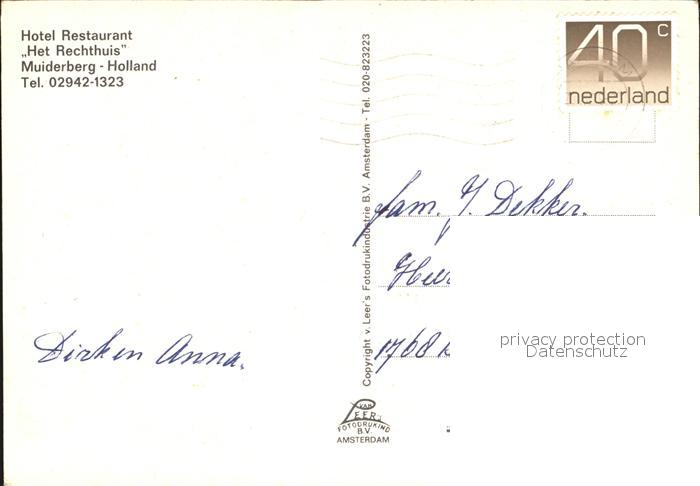 Hotel Restaurant
„Het Rechthuis"
Muiderberg - Holland
Tel. 02942-1323
40 c
nederland
Copyright v. Leer's Fotodrukindustrie B.V. Amsterdam - Tel. 020-823223
fam. Y. Dekker.
1768
privacy protection
Datenschutz
Dirk en Anna.
VAN
LEER'S
FOTODRUKIND
B.V.
AMSTERDAM